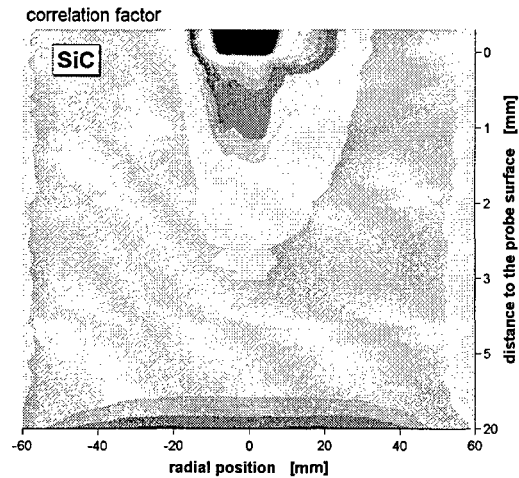 correlation factor
SiC
0
1
2
3
5
20
distance to the probe surface [mm]
-60 -40 -20 0 20 40 60
radial position [mm]